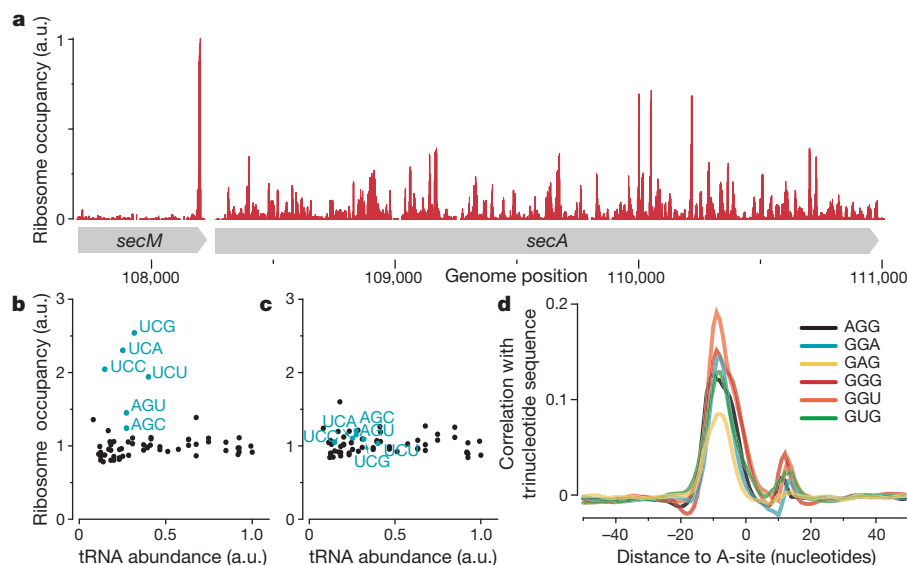 a
Ribosome occupancy (a.u.)
1
0
secM
secA
108,000
109,000
Genome position
110,000
111,000
b
Ribosome occupancy (a.u.)
3
2
1
0
UCG
UCA
UCC
UCU
AGU
AGC
0
0.5
1.0
tRNA abundance (a.u.)
c
3
2
1
0
UCA
AGC
UCC
AGU
UCU
UCG
0
0.5
1.0
tRNA abundance (a.u.)
d
Correlation with
trinucleotide sequence
0.2
0.1
0
AGG
GGA
GAG
GGG
GGU
GUG
−40
−20
0
20
40
Distance to A-site (nucleotides)